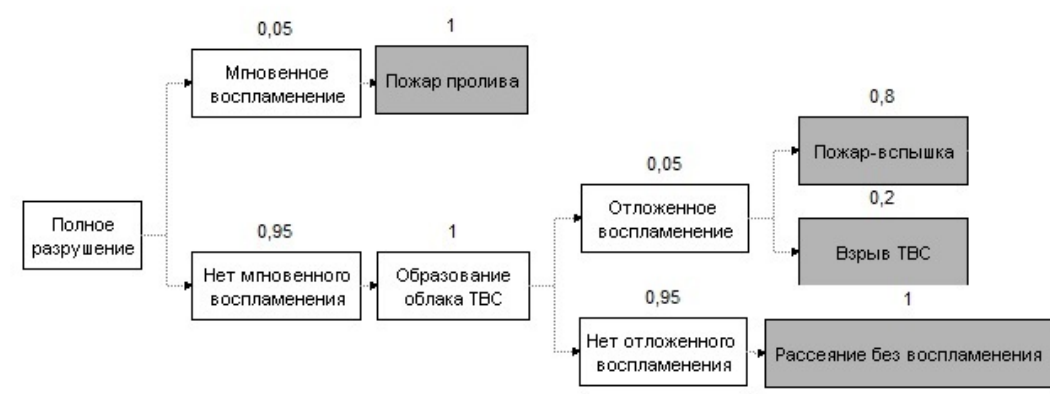 0,05
1
Мгновенное
воспламенение
Пожар пролива
0,8
Пожар-вспышка
0,05
Отложенное
воспламенение
0,2
Взрыв ТВС
Полное
разрушение
0,95
1
Нет мгновенного
воспламенения
Образование
облака ТВС
0,95
1
Нет отложенного
воспламенения
Рассеяние без воспламенения